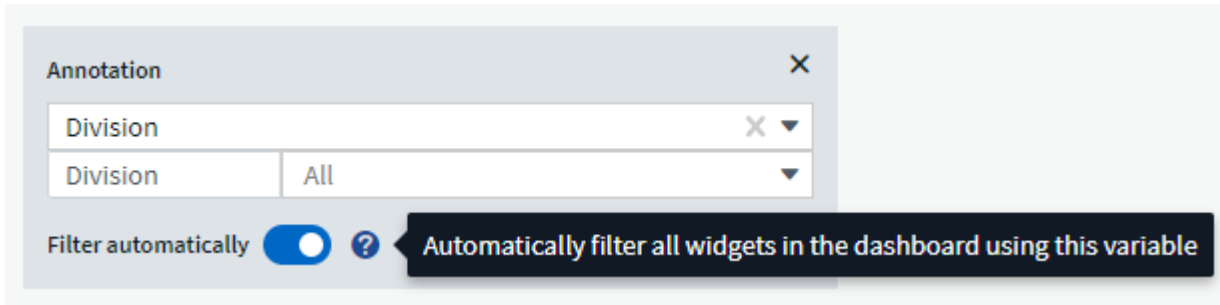 Annotation
Division
Division All
Filter automatically ? Automatically filter all widgets in the dashboard using this variable